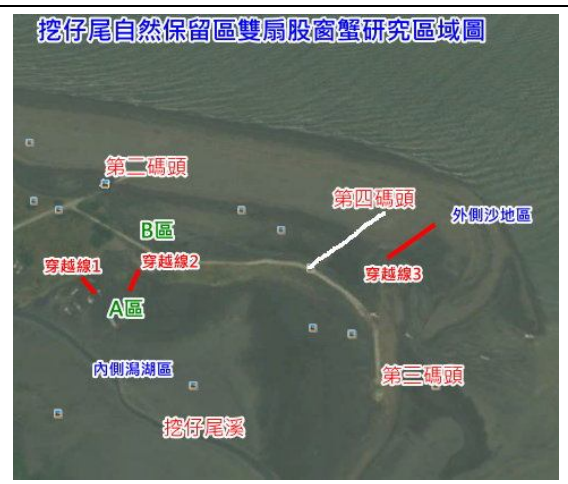 挖仔尾自然保留區雙扇股窗蟹研究區域圖
第二碼頭
第四碼頭
外側沙地區
B區
穿越線1
穿越線2
穿越線3
A區
內側潟湖區
第三碼頭
挖仔尾溪